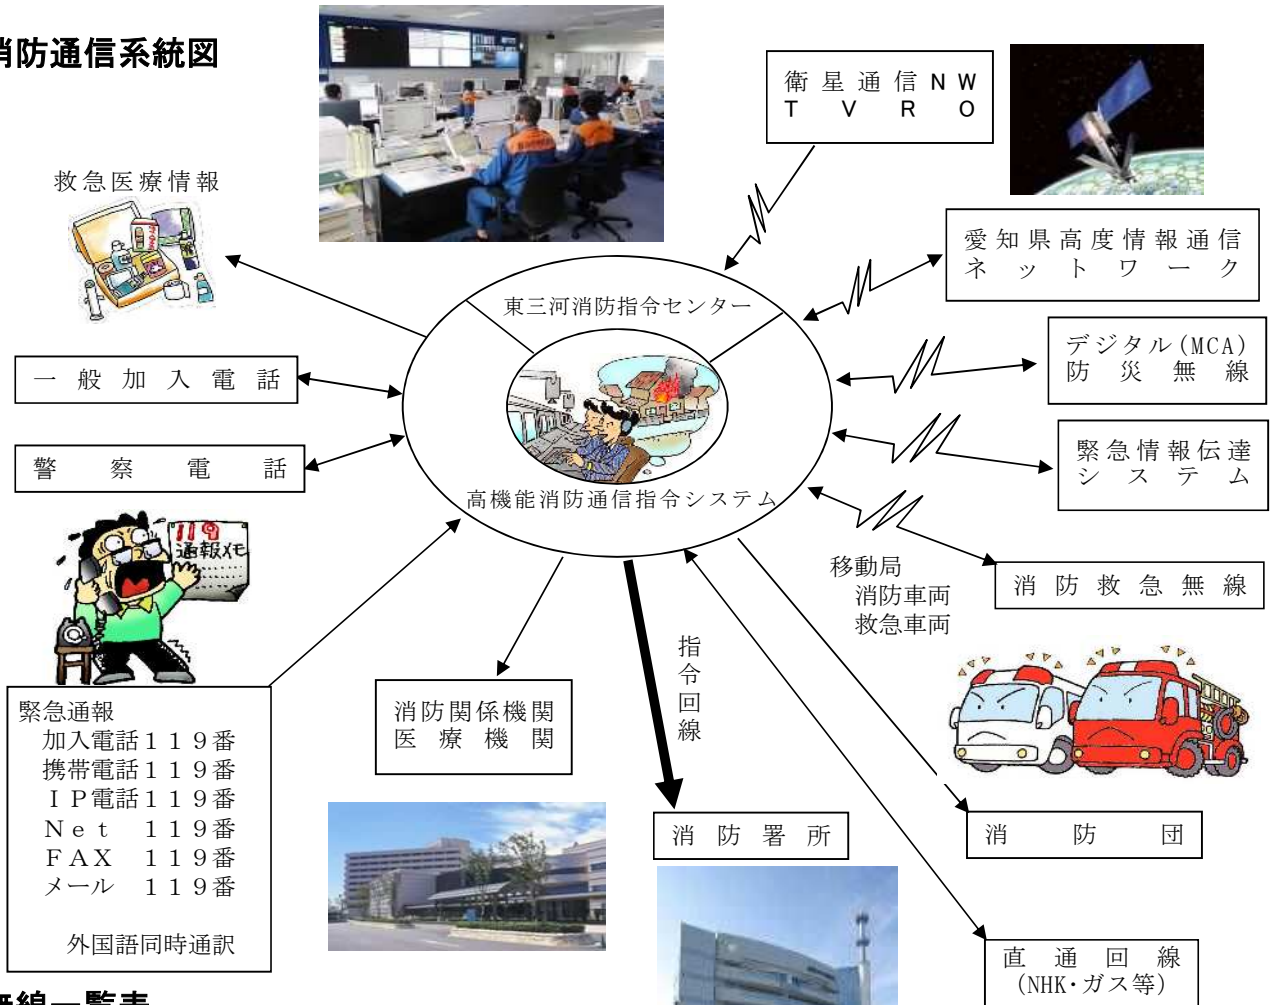 消防通信系統図
衛星通信NW
TVRO
救急医療情報
愛知県高度情報通信
ネットワーク
東三河消防指令センター
デジタル(MCA)
防災無線
一般加入電話
緊急情報伝達
システム
警察電話
高機能消防通信指令システム
119
通報メモ
移動局
消防車両
救急車両
消防救急無線
指令回線
緊急通報
加入電話119番
携帯電話119番
IP電話119番
Net 119番
FAX 119番
メール 119番
外国語同時通訳
消防関係機関
医療機関
消防署所
消防団
直通回線
(NHK・ガス等)
無線一覧表